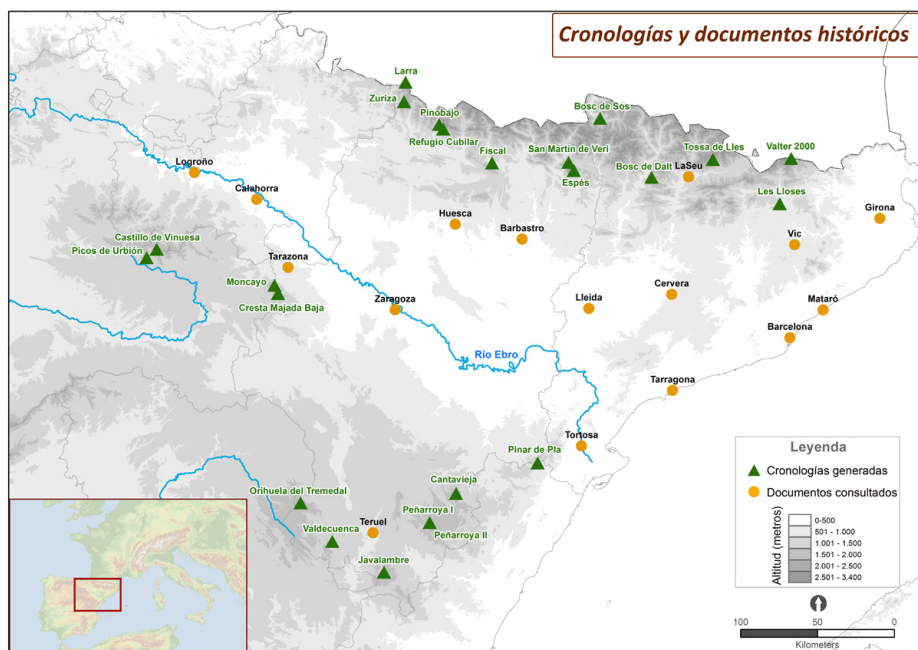 Cronologías y documentos históricos
Larra
Zuriza
Pinobajo
Refugio Cubilar
Fiscal
Bosc de Sos
San Martín de Veri
Espés
Bosc de Dalt
Tossa de Lles
LaSeu
Valter 2000
Les Lloses
Girona
Logroño
Calahorra
Huesca
Barbastro
Vic
Castillo de Vinuesa
Picos de Urbión
Tarazona
Moncayo
Cresta Majada Baja
Zaragoza
Lleida
Cervera
Mataró
Barcelona
Río Ebro
Tarragona
Tortosa
Pinar de Pla
Cantavieja
Orihuela del Tremedal
Peñarroya I
Peñarroya II
Valdecuenca
Teruel
Javalambre
Leyenda
Cronologías generadas
Documentos consultados
Altitud (metros)
0-500
501 - 1.000
1.001 - 1.500
1.501 - 2.000
2.001 - 2.500
2.501 - 3.400
100 50 0
Kilometers